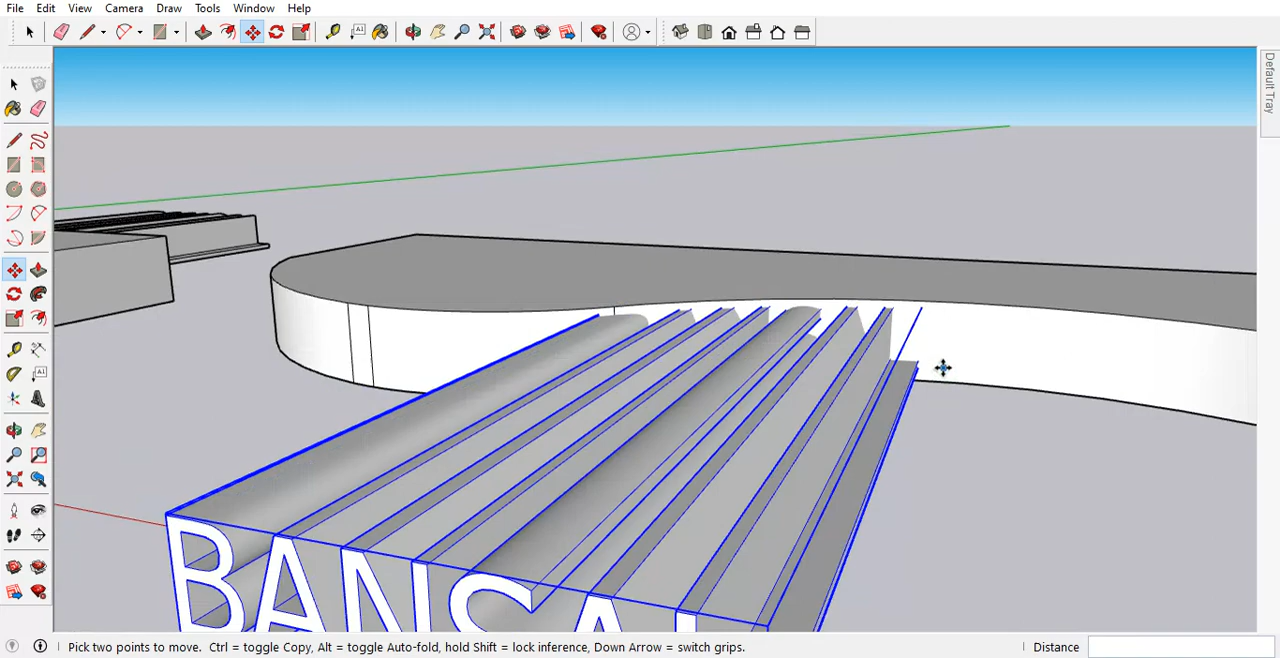 File Edit View Camera Draw Tools Window Help
Default Tray
BANSAL
Pick two points to move. Ctrl = toggle Copy, Alt = toggle Auto-fold, hold Shift = lock inference, Down Arrow = switch grips. Distance